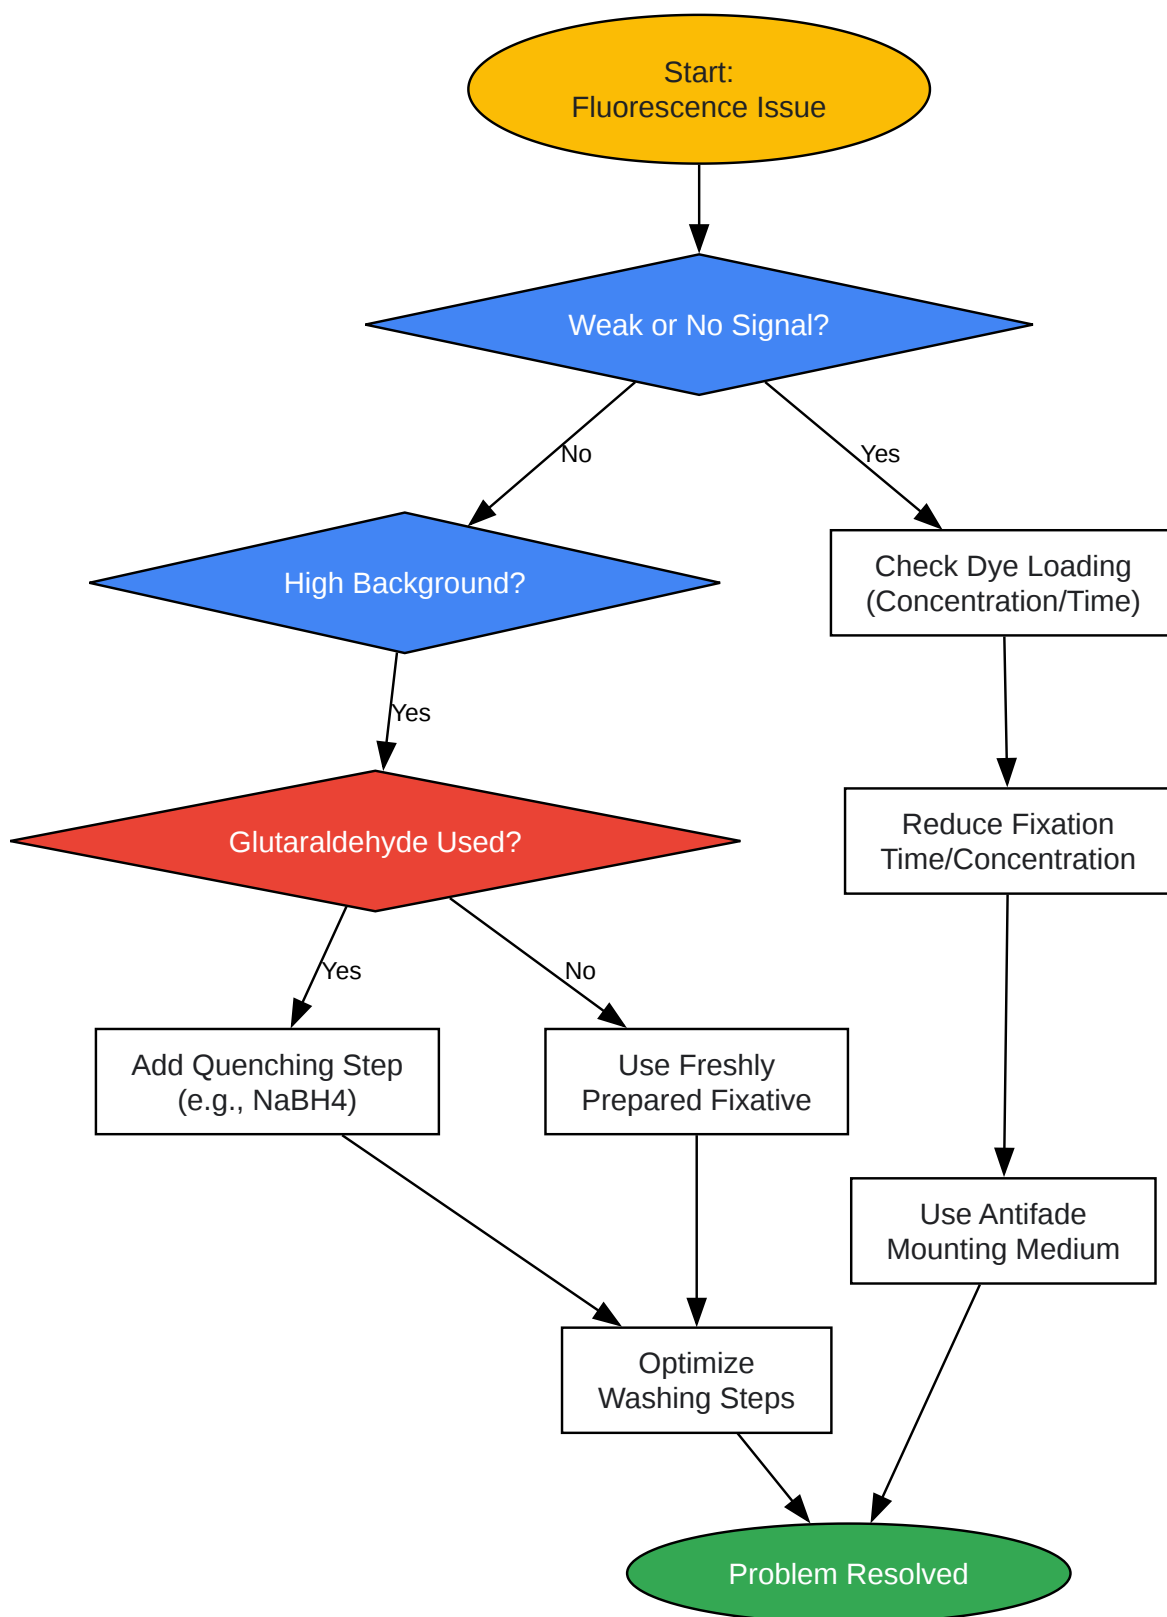 Start:
Fluorescence Issue
Weak or No Signal?
No
Yes
High Background?
Check Dye Loading
(Concentration/Time)
Yes
Reduce Fixation
Time/Concentration
Glutaraldehyde Used?
Yes
No
Add Quenching Step
(e.g., NaBH4)
Use Freshly
Prepared Fixative
Use Antifade
Mounting Medium
Optimize
Washing Steps
Problem Resolved